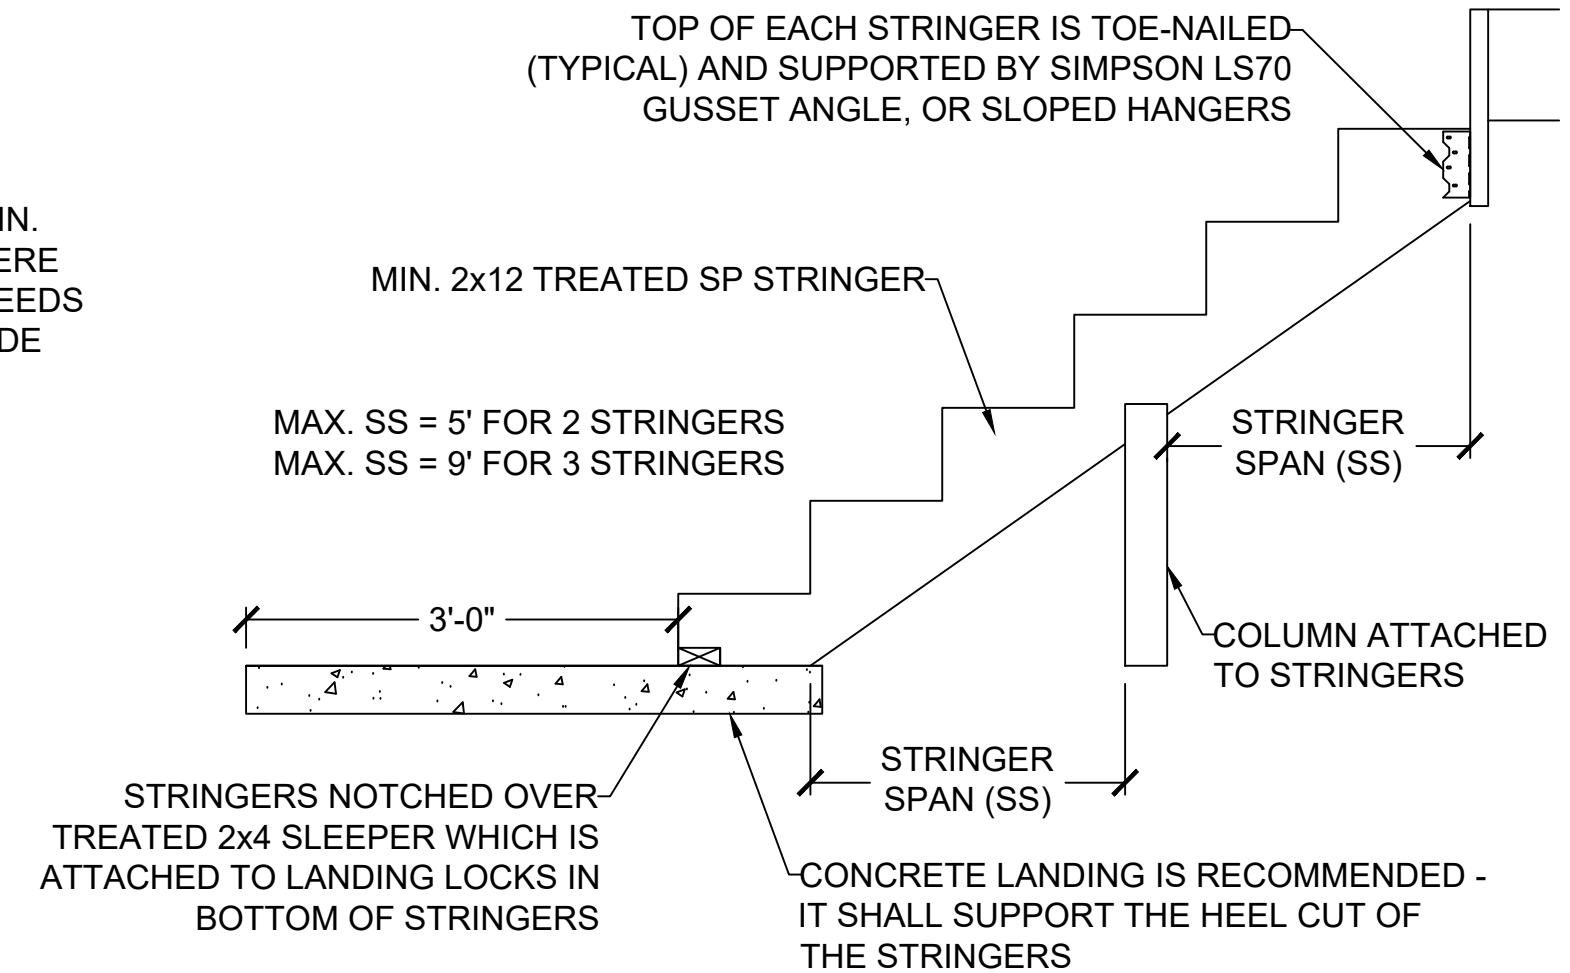 TOP OF EACH STRINGER IS TOE-NAILED
(TYPICAL) AND SUPPORTED BY SIMPSON LS70
GUSSET ANGLE, OR SLOPED HANGERS
IN.
ERE
EEDS
DE
MIN. 2x12 TREATED SP STRINGER
MAX. SS = 5' FOR 2 STRINGERS
MAX. SS = 9' FOR 3 STRINGERS
STRINGER
SPAN (SS)
3'-0"
COLUMN ATTACHED
TO STRINGERS
STRINGER
SPAN (SS)
STRINGERS NOTCHED OVER
TREATED 2x4 SLEEPER WHICH IS
ATTACHED TO LANDING LOCKS IN
BOTTOM OF STRINGERS
CONCRETE LANDING IS RECOMMENDED -
IT SHALL SUPPORT THE HEEL CUT OF
THE STRINGERS